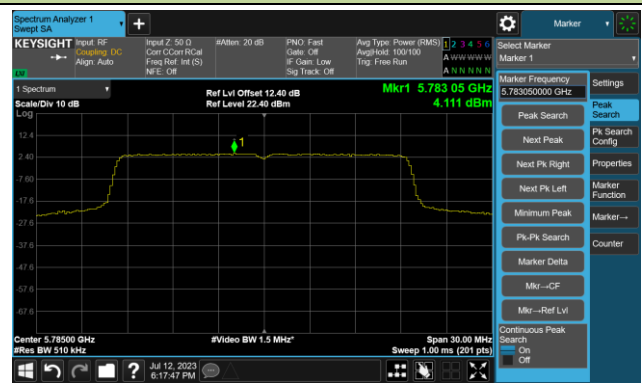 Spectrum Analyzer 1
Swept SA
+
Marker
KEYSIGHT
Input: RF
Coupling: DC
Align: Auto
Input Z: 50 Ω
Corr CCorr RCal
Freq Ref: Int (S)
NFE: Off
#Atten: 20 dB
PNO: Fast
Gate: Off
IF Gain: Low
Sig Track: Off
Avg Type: Power (RMS)
Avg|Hold: 100/100
Trig: Free Run
1 2 3 4 5 6
A W W W W W
A N N N N N
LVI
Select Marker
Marker 1
1 Spectrum
Scale/Div 10 dB
Log
Ref Lvl Offset 12.40 dB
Ref Level 22.40 dBm
Mkr1 5.783 05 GHz
4.111 dBm
1
12.4
2.40
-7.60
-17.6
-27.6
-37.6
-47.6
-57.6
-67.6
Center 5.78500 GHz
#Res BW 510 kHz
#Video BW 1.5 MHz*
Span 30.00 MHz
Sweep 1.00 ms (201 pts)
Marker Frequency
5.783050000 GHz
Peak Search
Next Peak
Next Pk Right
Next Pk Left
Minimum Peak
Pk-Pk Search
Marker Delta
Mkr→CF
Mkr→Ref Lvl
Continuous Peak
Search
On
Off
Settings
Peak
Search
Pk Search
Config
Properties
Marker
Function
Marker→
Counter
?
Jul 12, 2023
6:17:47 PM